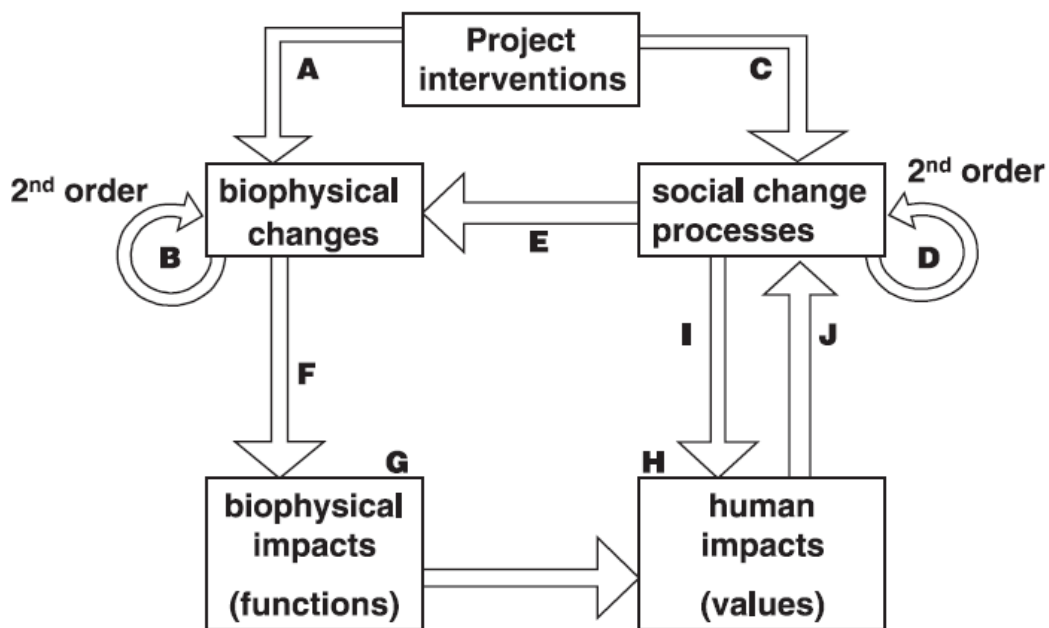 Project
interventions
A
C
2nd order
biophysical
changes
B
E
social change
processes
2nd order
D
F
I
J
G
H
biophysical
impacts
(functions)
human
impacts
(values)